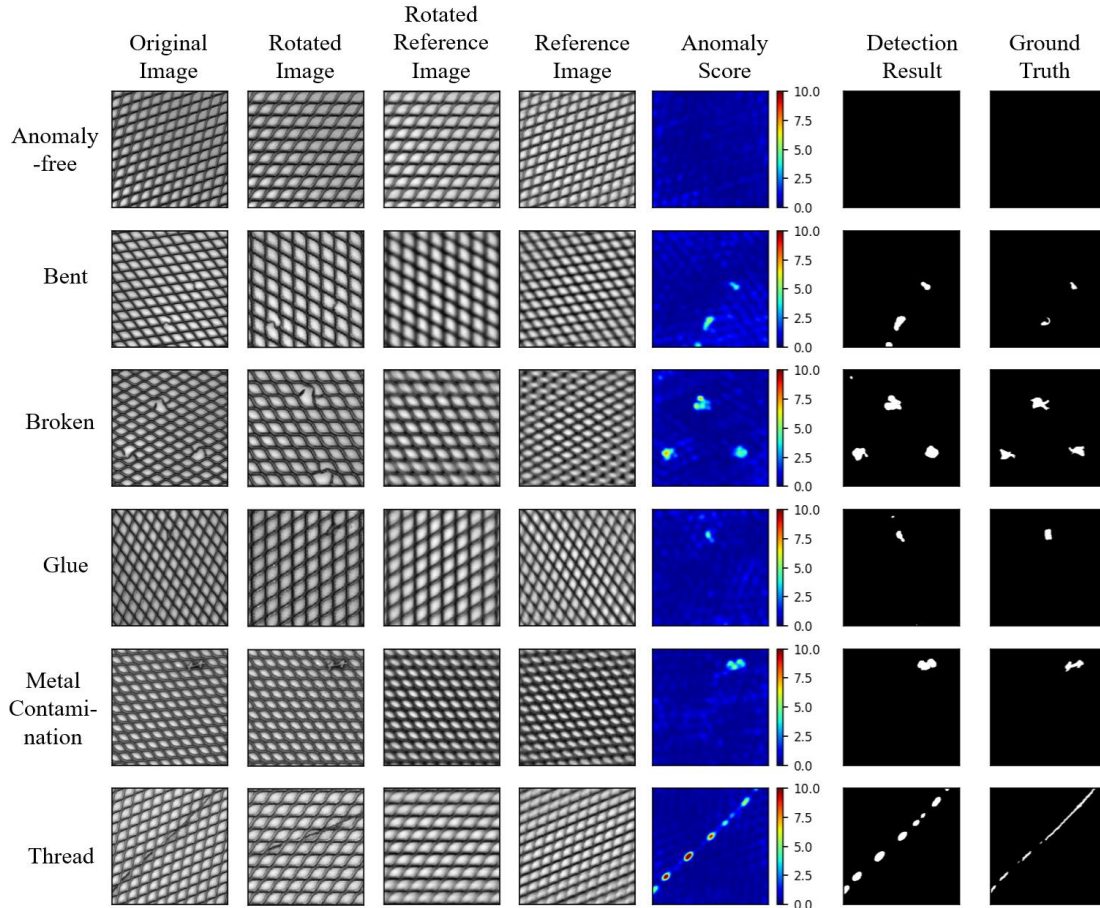 Original
Image
Rotated
Image
Rotated
Reference
Image
Reference
Image
Anomaly
Score
Detection
Result
Ground
Truth
Anomaly
-free
10.0
7.5
5.0
2.5
0.0
Bent
10.0
7.5
5.0
2.5
0.0
Broken
10.0
7.5
5.0
2.5
0.0
Glue
10.0
7.5
5.0
2.5
0.0
Metal
Contami-
nation
10.0
7.5
5.0
2.5
0.0
Thread
10.0
7.5
5.0
2.5
0.0